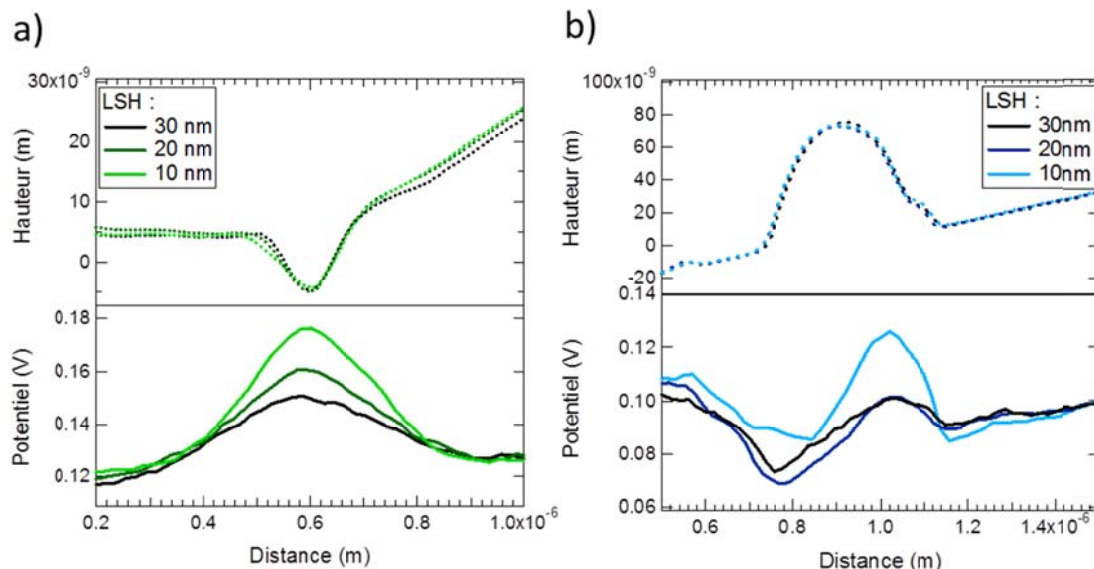 a)
30x10⁻⁹
20
10
0
Hauteur (m)
LSH :
30 nm
20 nm
10 nm
0.18
0.16
0.14
0.12
Potentiel (V)
0.2
0.4
0.6
0.8
1.0x10⁻⁶
Distance (m)
b)
100x10⁻⁹
80
60
40
20
0
-20
Hauteur (m)
LSH :
30nm
20nm
10nm
0.14
0.12
0.10
0.08
0.06
Potentiel (V)
0.6
0.8
1.0
1.2
1.4x10⁻⁶
Distance (m)